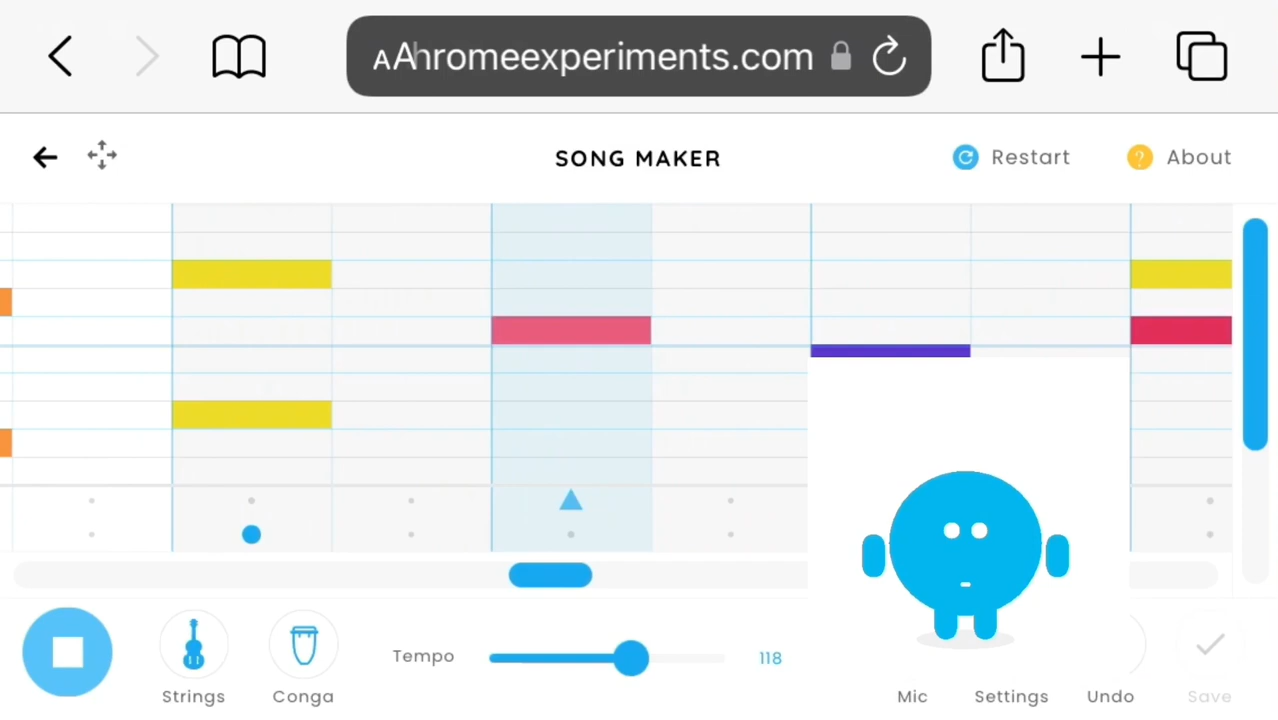 AAhromeexperiments.com
SONG MAKER
Restart
? About
Tempo
118
Strings
Conga
Mic
Settings
Undo
Save